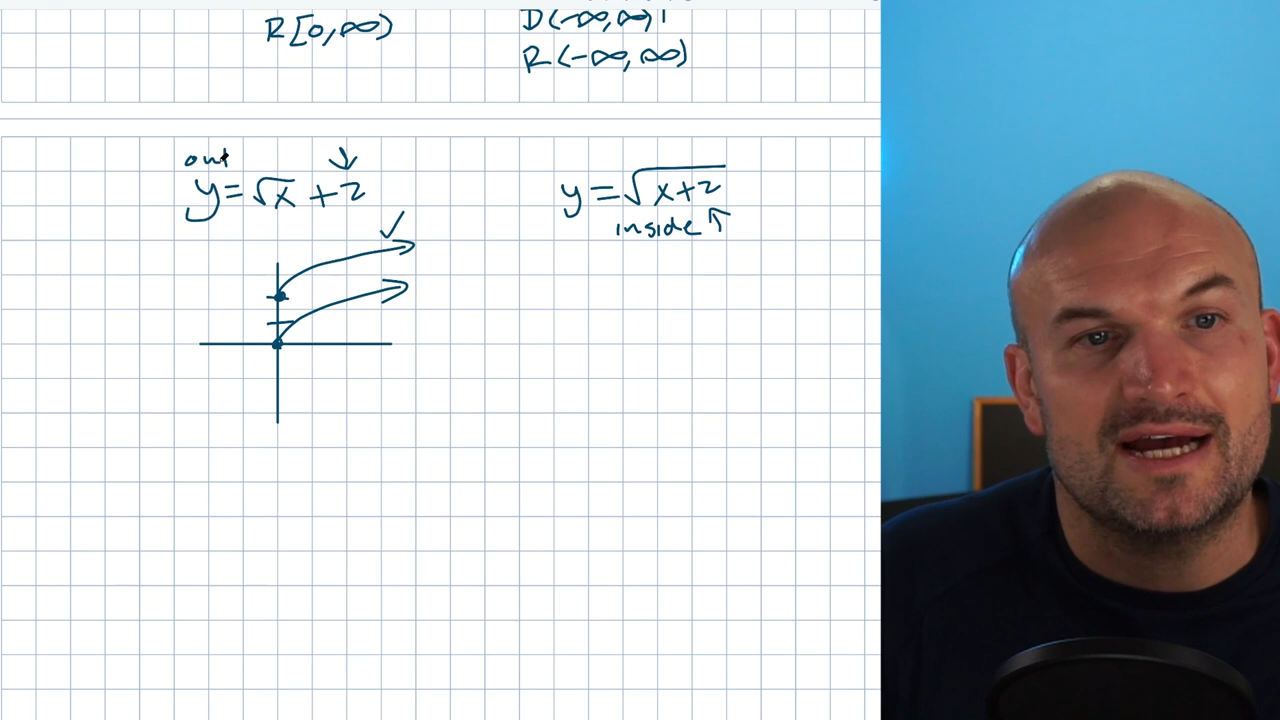 R[0,∞)
D(-∞,∞)
R(-∞,∞)
out
y=√x +2
y=√x+2
inside